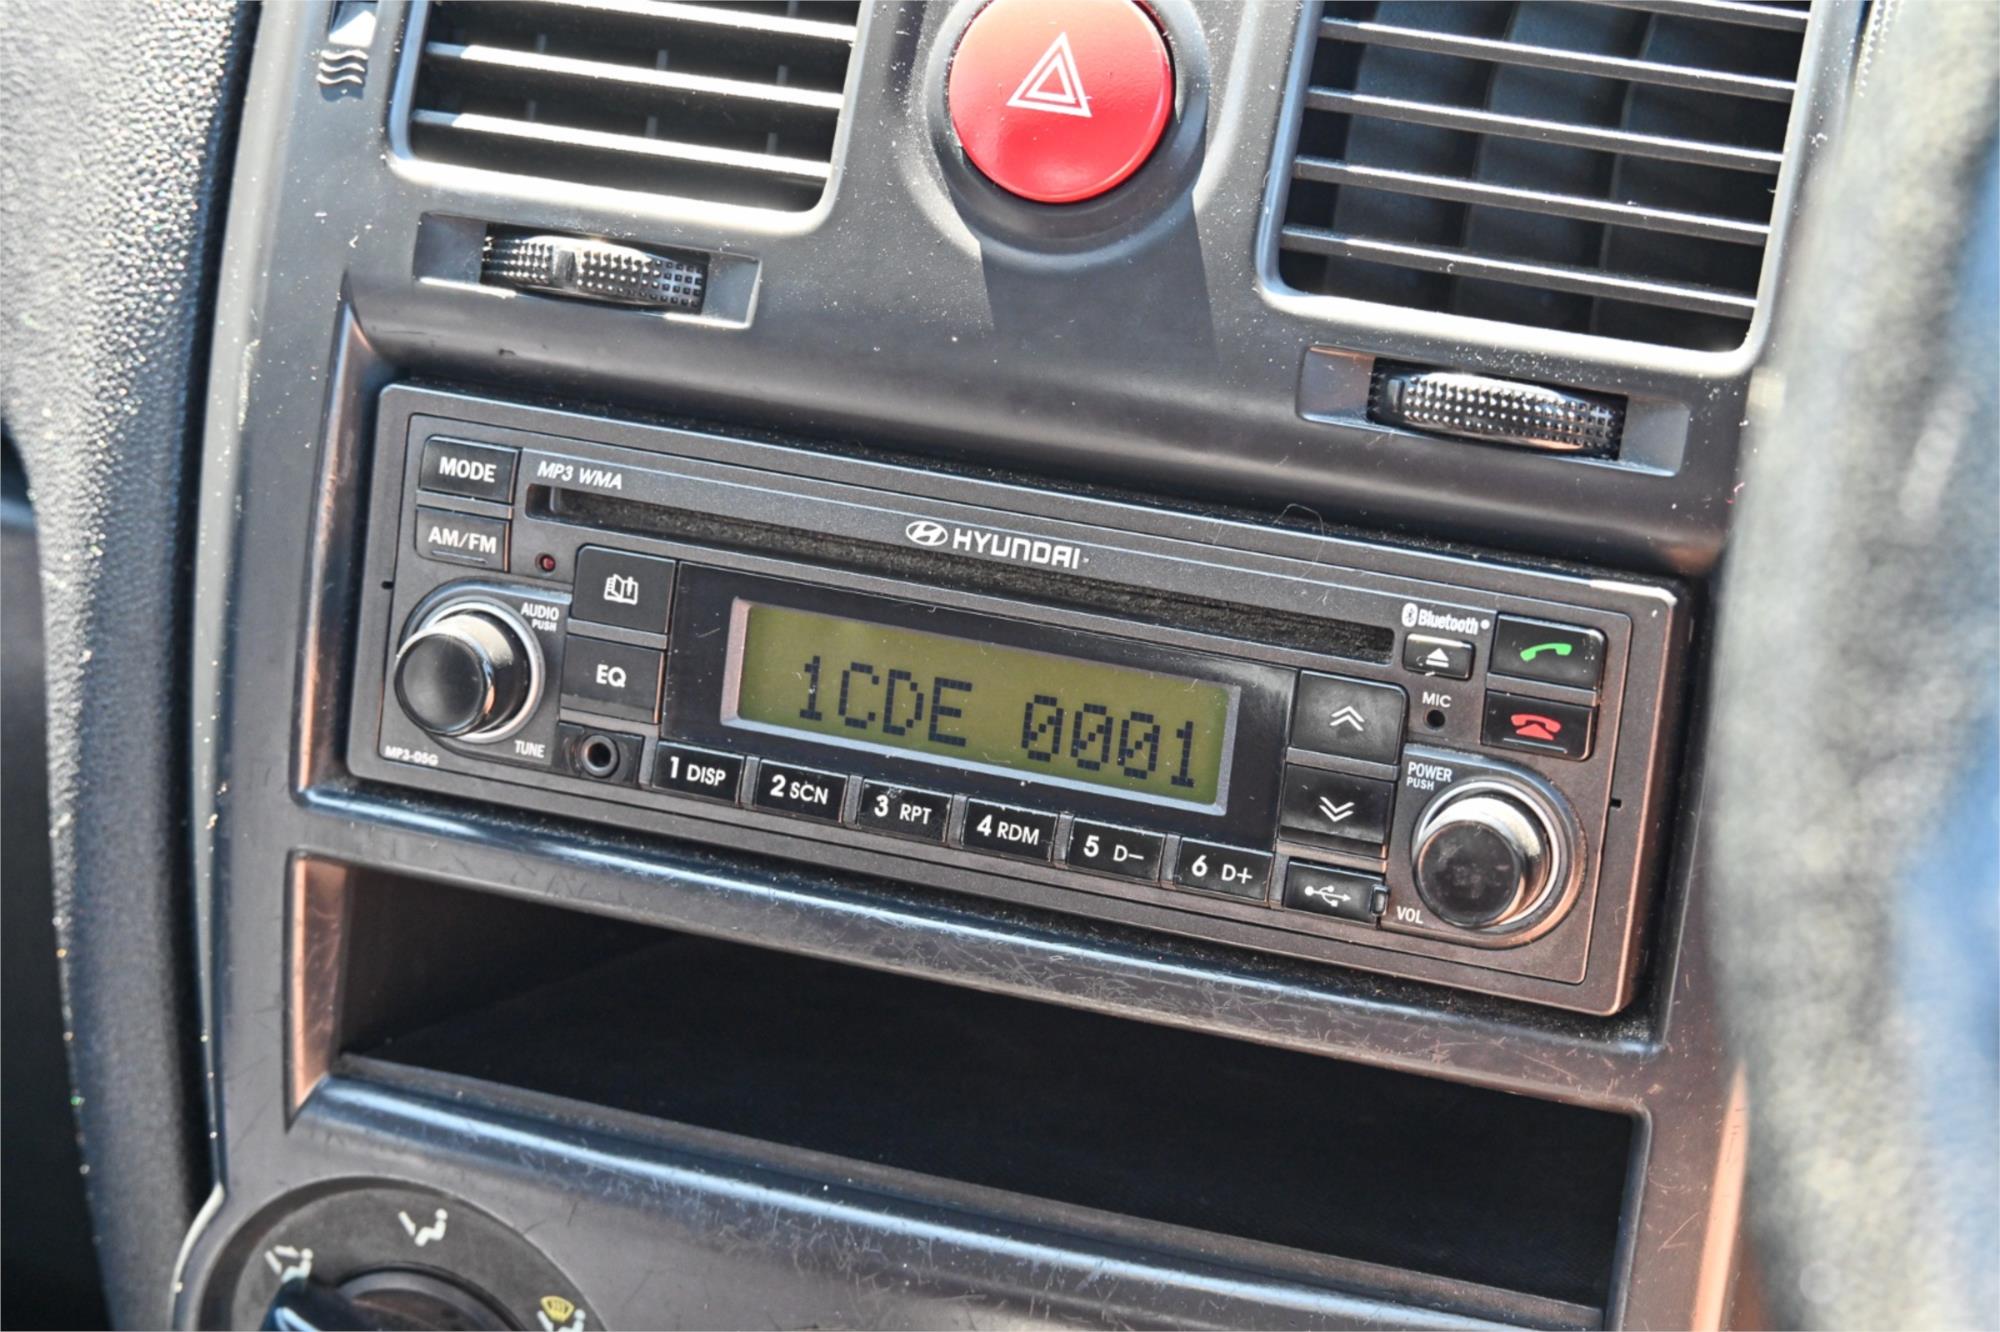 MODE
MP3 WMA
AM/FM
HYUNDAI
AUDIO
PUSH
EQ
Bluetooth®
MIC
1CDE 0001
MP3-DSG
TUNE
POWER
PUSH
1 DISP
2 SCN
3 RPT
4 RDM
5 D−
6 D+
VOL